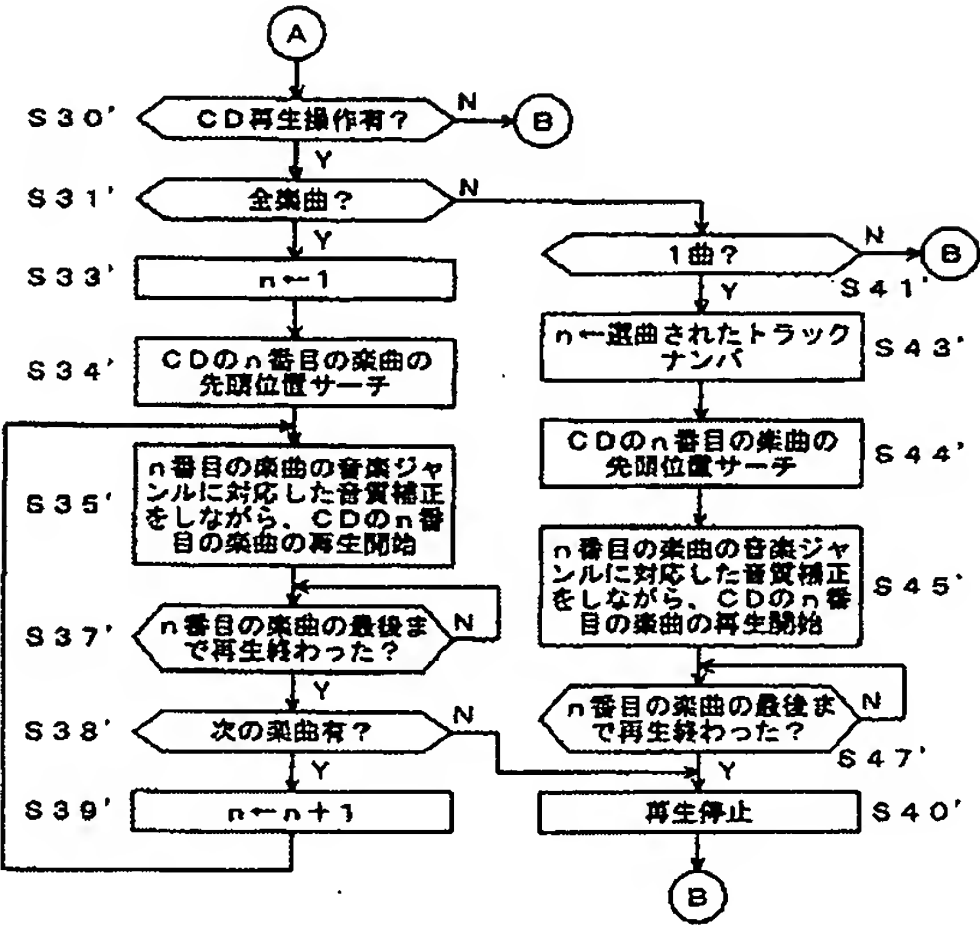 A
S30'
CD再生操作有?
N
B
Y
S31'
全楽曲?
N
Y
S33'
n←1
S34'
CDのn番目の楽曲の
先頭位置サーチ
S35'
n番目の楽曲の音楽ジャ
ンルに対応した音質補正
をしながら、CDのn番
目の楽曲の再生開始
S37'
n番目の楽曲の最後ま
で再生終わった?
N
Y
S38'
次の楽曲有?
N
Y
S39'
n←n+1
1曲?
N
B
S41'
Y
n←選曲されたトラック
ナンバ
S43'
CDのn番目の楽曲の
先頭位置サーチ
S44'
n番目の楽曲の音楽ジャ
ンルに対応した音質補正
をしながら、CDのn番
目の楽曲の再生開始
S45'
n番目の楽曲の最後ま
で再生終わった?
N
S47'
Y
再生停止
S40'
B